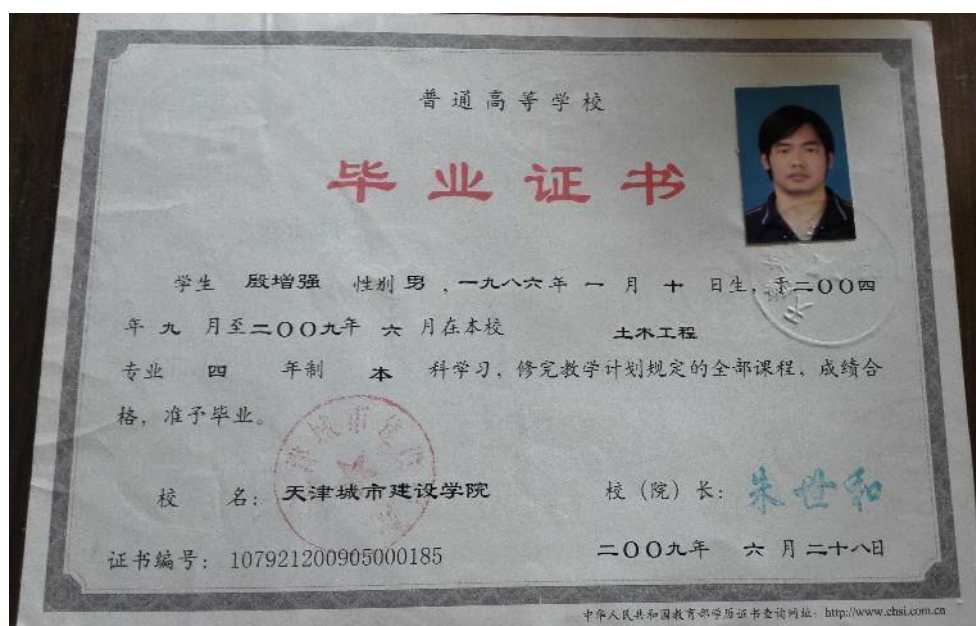 普通高等学校
毕业证书
学生 殷增强 性别 男 ,一九八六年 一 月 十 日生, 于二〇〇四
年 九 月至二〇〇九年 六 月在本校 土木工程
专业 四 年制 本 科学习, 修完教学计划规定的全部课程, 成绩合
格, 准予毕业。
校 名: 天津城市建设学院 校(院)长: 朱世和
证书编号: 107921200905000185 二〇〇九年 六 月二十八日
中华人民共和国教育部学历证书查询网址: http://www.chsi.com.cn